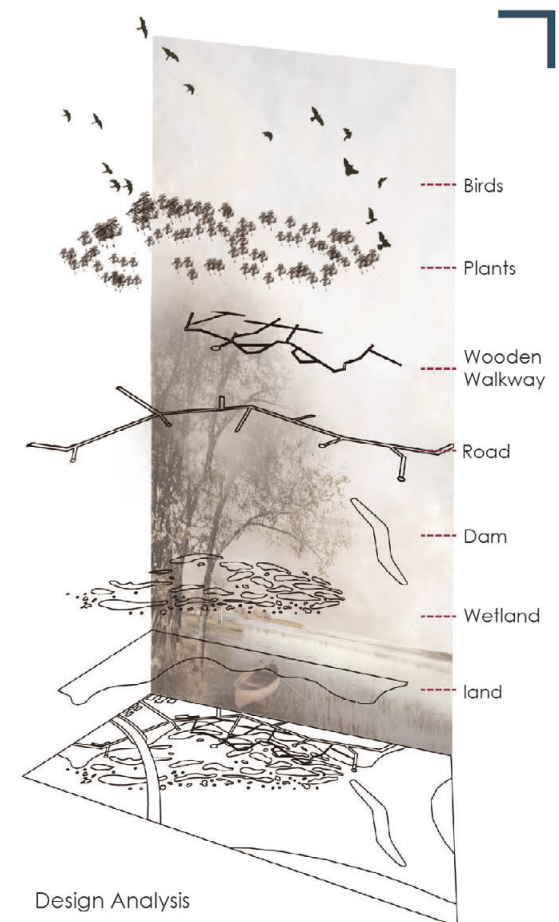 Birds
Plants
Wooden
Walkway
Road
Dam
Wetland
land
Design Analysis